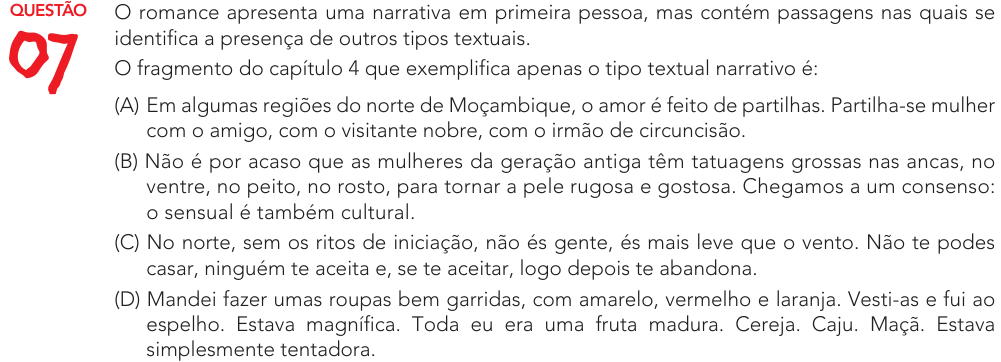 QUESTÃO
07
O romance apresenta uma narrativa em primeira pessoa, mas contém passagens nas quais se
identifica a presença de outros tipos textuais.
O fragmento do capítulo 4 que exemplifica apenas o tipo textual narrativo é:
(A) Em algumas regiões do norte de Moçambique, o amor é feito de partilhas. Partilha-se mulher
com o amigo, com o visitante nobre, com o irmão de circuncisão.
(B) Não é por acaso que as mulheres da geração antiga têm tatuagens grossas nas ancas, no
ventre, no peito, no rosto, para tornar a pele rugosa e gostosa. Chegamos a um consenso:
o sensual é também cultural.
(C) No norte, sem os ritos de iniciação, não és gente, és mais leve que o vento. Não te podes
casar, ninguém te aceita e, se te aceitar, logo depois te abandona.
(D) Mandei fazer umas roupas bem garridas, com amarelo, vermelho e laranja. Vesti-as e fui ao
espelho. Estava magnífica. Toda eu era uma fruta madura. Cereja. Caju. Maçã. Estava
simplesmente tentadora.